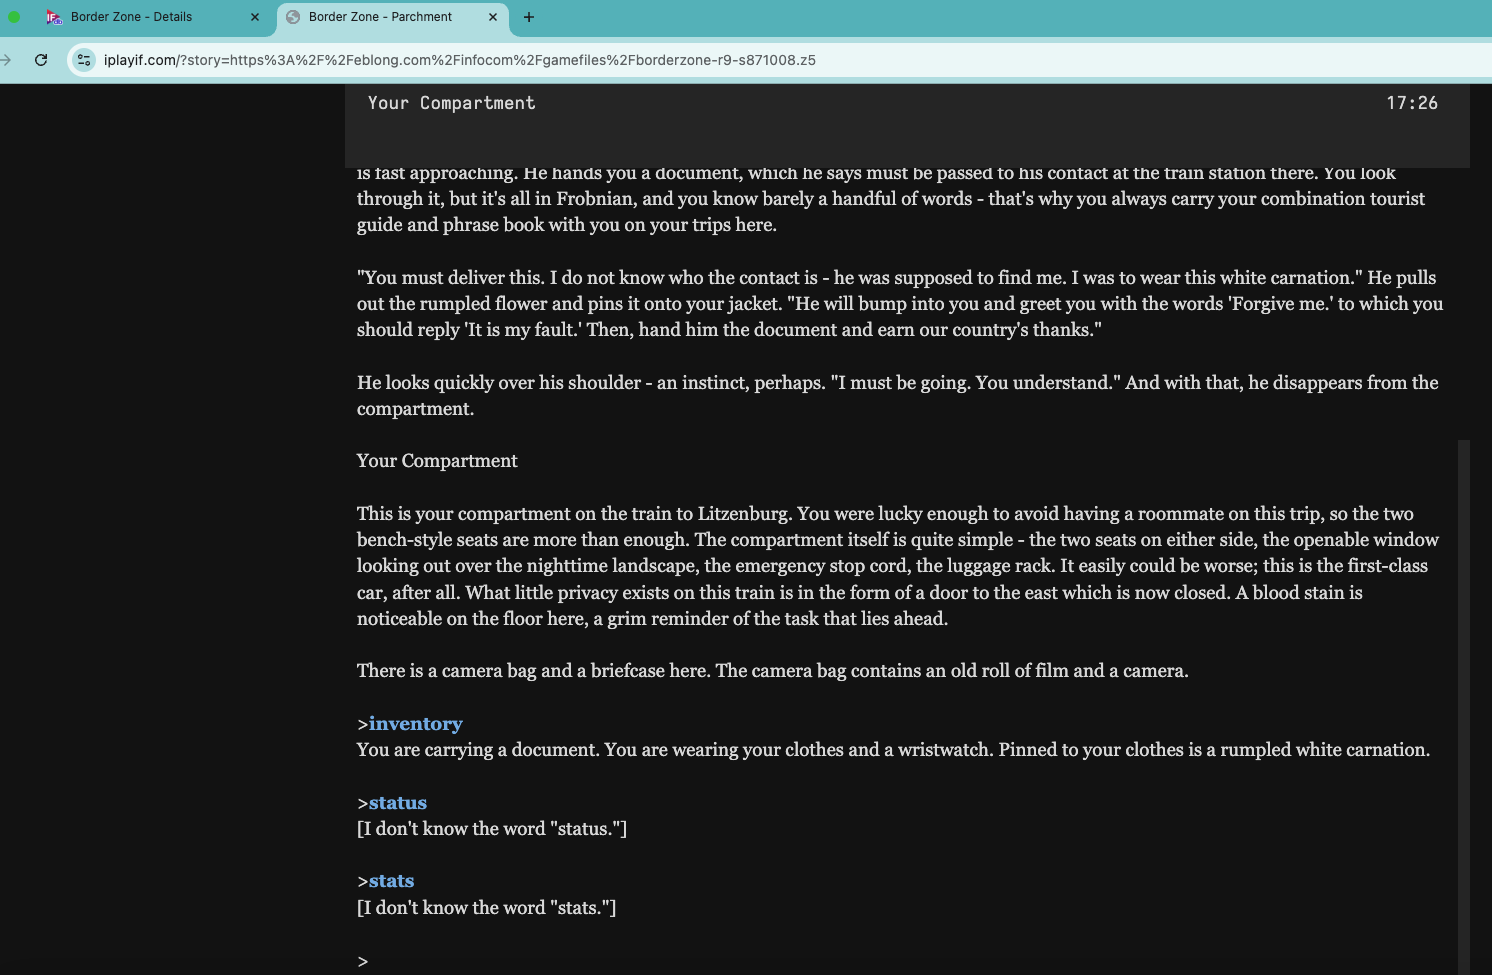 Border Zone - Details
Border Zone - Parchment
iplayif.com/?story=https%3A%2F%2Feblong.com%2Finfocom%2Fgamefiles%2Fborderzone-r9-s871008.z5
Your Compartment 17:26
is fast approaching. He hands you a document, which he says must be passed to his contact at the train station there. You look
through it, but it's all in Frobnian, and you know barely a handful of words - that's why you always carry your combination tourist
guide and phrase book with you on your trips here.
"You must deliver this. I do not know who the contact is - he was supposed to find me. I was to wear this white carnation." He pulls
out the rumpled flower and pins it onto your jacket. "He will bump into you and greet you with the words 'Forgive me.' to which you
should reply 'It is my fault.' Then, hand him the document and earn our country's thanks."
He looks quickly over his shoulder - an instinct, perhaps. "I must be going. You understand." And with that, he disappears from the
compartment.
Your Compartment
This is your compartment on the train to Litzenburg. You were lucky enough to avoid having a roommate on this trip, so the two
bench-style seats are more than enough. The compartment itself is quite simple - the two seats on either side, the openable window
looking out over the nighttime landscape, the emergency stop cord, the luggage rack. It easily could be worse; this is the first-class
car, after all. What little privacy exists on this train is in the form of a door to the east which is now closed. A blood stain is
noticeable on the floor here, a grim reminder of the task that lies ahead.
There is a camera bag and a briefcase here. The camera bag contains an old roll of film and a camera.
>inventory
You are carrying a document. You are wearing your clothes and a wristwatch. Pinned to your clothes is a rumpled white carnation.
>status
[I don't know the word "status."]
>stats
[I don't know the word "stats."]
>